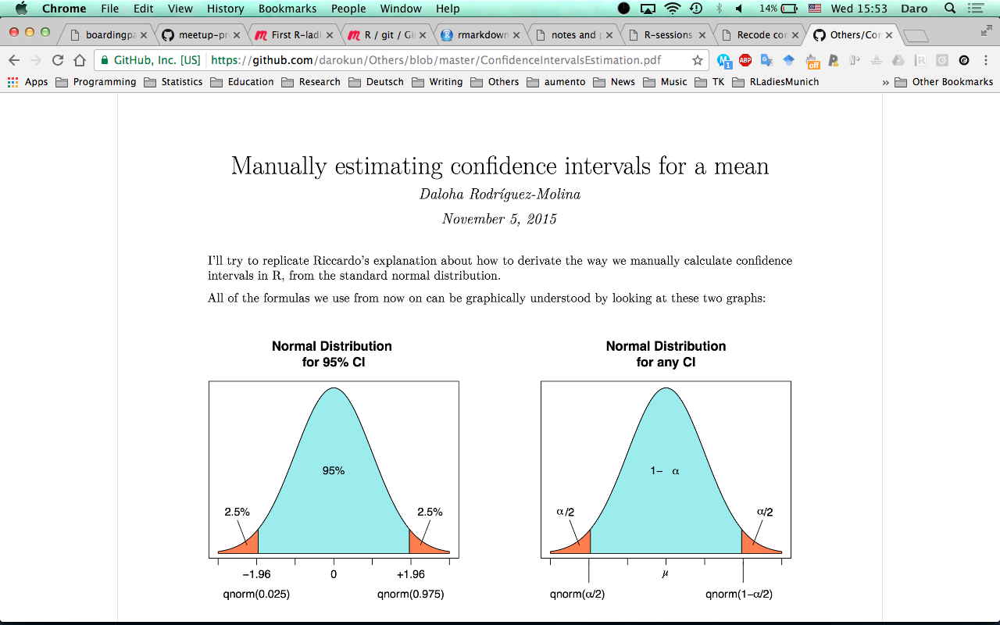 Chrome File Edit View History Bookmarks People Window Help 14% Wed 15:53 Daro
boardingpa meetup-pr First R-ladi R / git / Gi rmarkdown notes and R-sessions Recode cor Others/Con
GitHub, Inc. [US] https://github.com/darokun/Others/blob/master/ConfidenceIntervalsEstimation.pdf 1 ABP off
Apps Programming Statistics Education Research Deutsch Writing Others aumento News Music TK RLadiesMunich » Other Bookmarks
Manually estimating confidence intervals for a mean
Daloha Rodríguez-Molina
November 5, 2015
I'll try to replicate Riccardo's explanation about how to derivate the way we manually calculate confidence
intervals in R, from the standard normal distribution.
All of the formulas we use from now on can be graphically understood by looking at these two graphs:
Normal Distribution
for 95% CI
95%
2.5% 2.5%
−1.96 0 +1.96
qnorm(0.025) qnorm(0.975)
Normal Distribution
for any CI
1− α
α/2 α/2
μ
qnorm(α/2) qnorm(1−α/2)